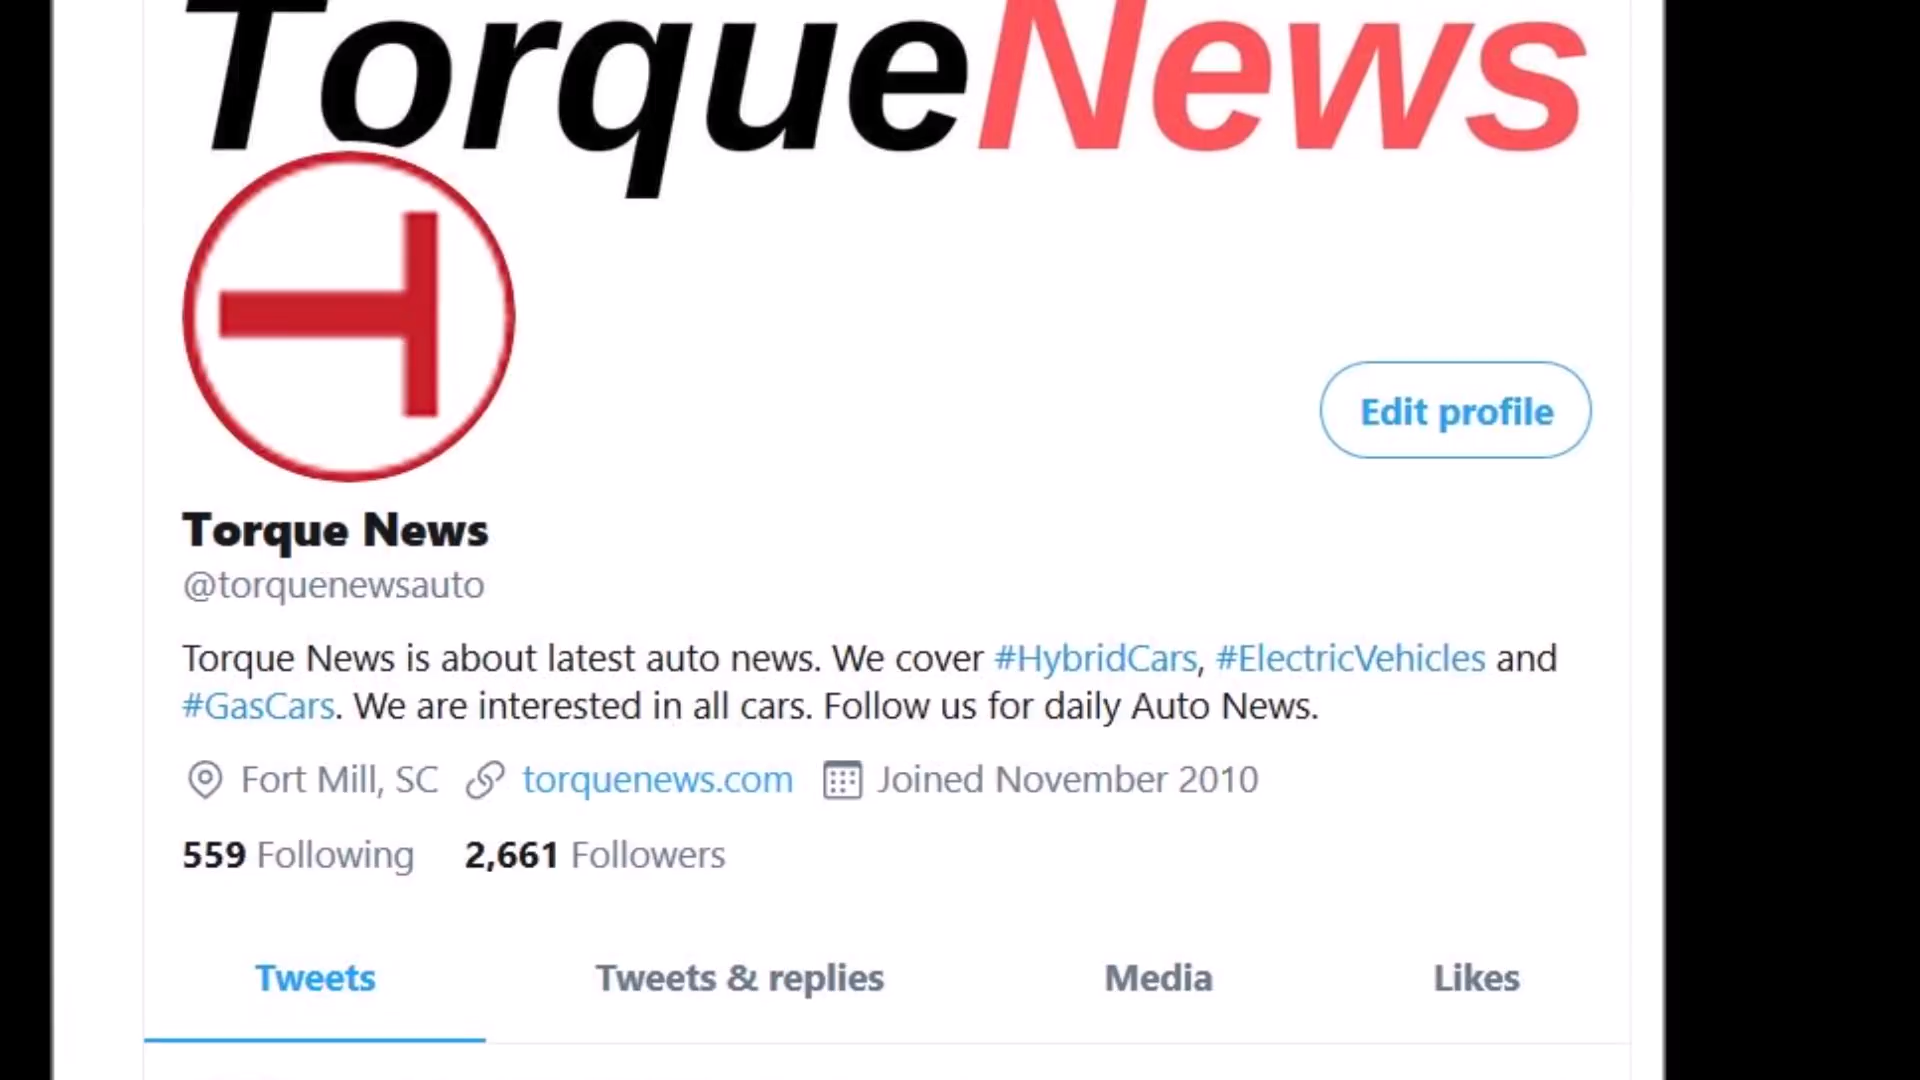 TorqueNews
T
Edit profile
Torque News
@torquenewsauto
Torque News is about latest auto news. We cover #HybridCars, #ElectricVehicles and
#GasCars. We are interested in all cars. Follow us for daily Auto News.
Fort Mill, SC torquenews.com Joined November 2010
559 Following 2,661 Followers
Tweets Tweets & replies Media Likes